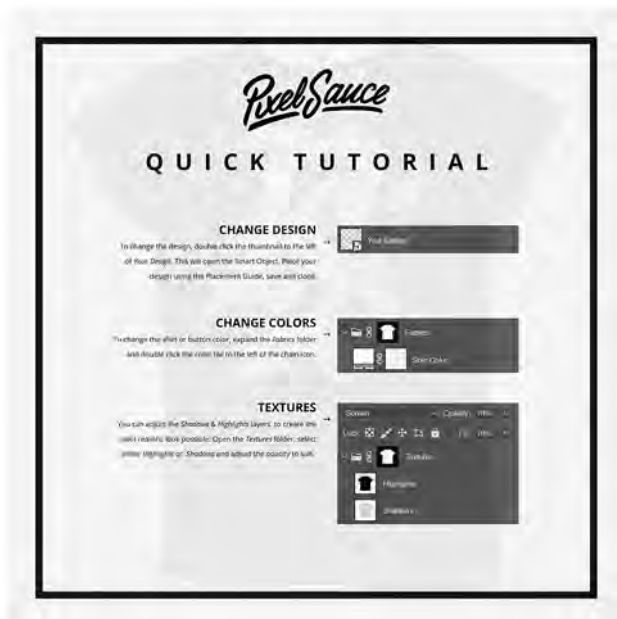 PixelSauce
QUICK TUTORIAL
CHANGE DESIGN
To change the design, double click the thumbnail to the left
of Your Design. This will open the Smart Object. Place your
design using the Placement Guide, save and close.
Your Design
CHANGE COLORS
To change the shirt or button color, expand the Fabrics folder
and double click the color tile to the left of the chain icon.
Fabrics
Shirt Color
TEXTURES
You can adjust the Shadows & Highlights layers, to create the
most realistic look possible. Open the Textures folder, select
either Highlights or Shadows and adjust the opacity to suit.
Screen
Opacity:
Lock:
Textures
Highlights
Shadows